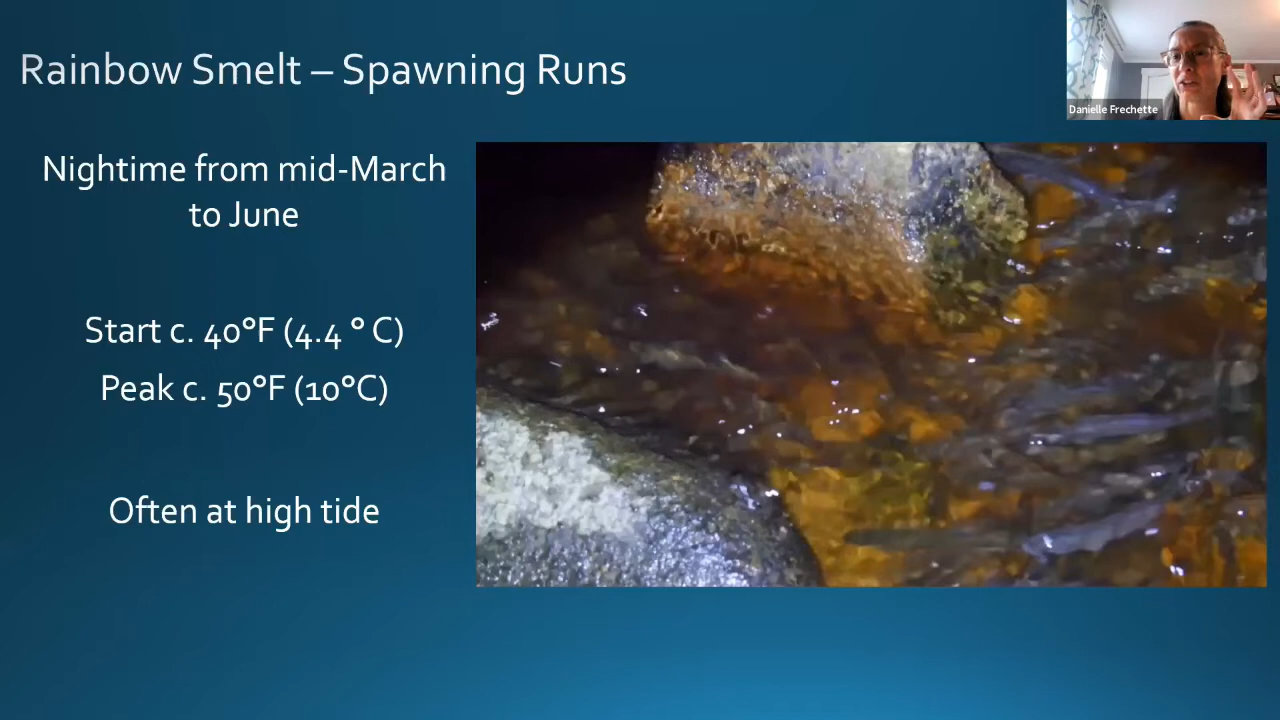 Rainbow Smelt – Spawning Runs
Danielle Frechette
Nightime from mid-March
to June
Start c. 40°F (4.4 ° C)
Peak c. 50°F (10°C)
Often at high tide